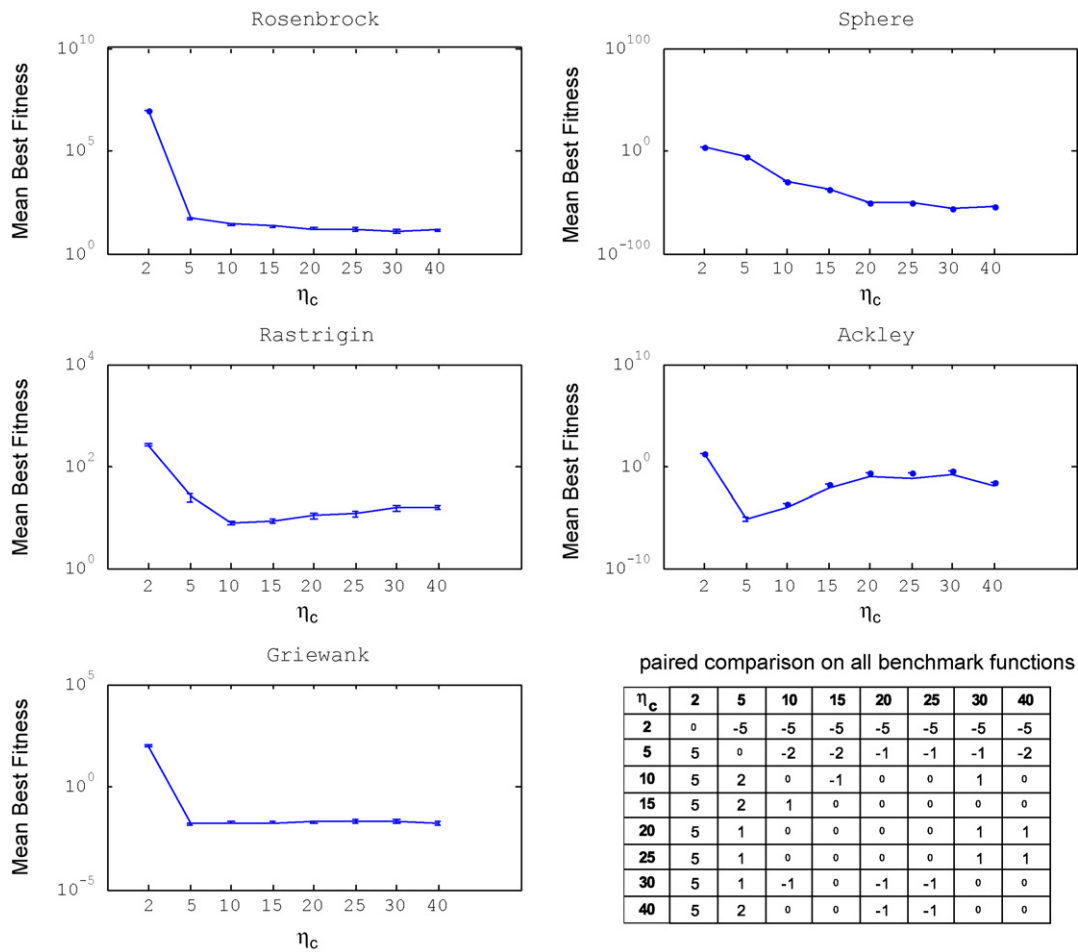 Rosenbrock
Mean Best Fitness
10^10
10^5
10^0
2 5 10 15 20 25 30 40
η_c
Sphere
Mean Best Fitness
10^100
10^0
10^-100
2 5 10 15 20 25 30 40
η_c
Rastrigin
Mean Best Fitness
10^4
10^2
10^0
2 5 10 15 20 25 30 40
η_c
Ackley
Mean Best Fitness
10^10
10^0
10^-10
2 5 10 15 20 25 30 40
η_c
Griewank
Mean Best Fitness
10^5
10^0
10^-5
2 5 10 15 20 25 30 40
η_c
paired comparison on all benchmark functions
η_c 2 5 10 15 20 25 30 40
2 0 -5 -5 -5 -5 -5 -5 -5
5 5 0 -2 -2 -1 -1 -1 -2
10 5 2 0 -1 0 0 1 0
15 5 2 1 0 0 0 0 0
20 5 1 0 0 0 0 1 1
25 5 1 0 0 0 0 1 1
30 5 1 -1 0 -1 -1 0 0
40 5 2 0 0 -1 -1 0 0